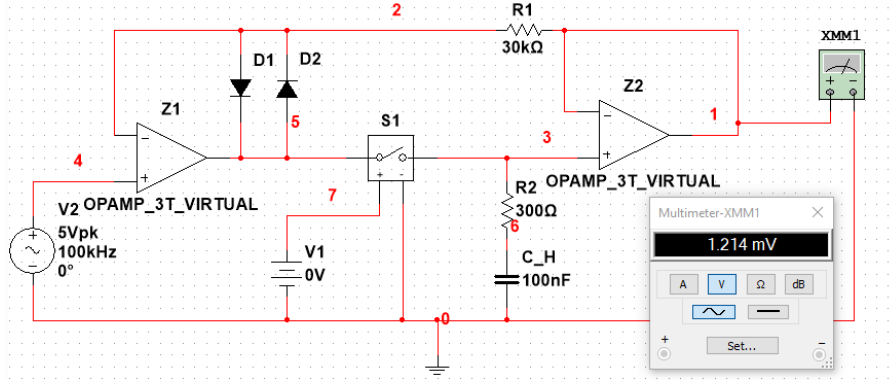 2
R1
30kΩ
XMM1
D1
D2
Z1
Z2
5
S1
1
3
4
7
OPAMP_3T_VIRTUAL
OPAMP_3T_VIRTUAL
V2
5Vpk
100kHz
0°
R2
300Ω
6
V1
0V
C_H
100nF
0
Multimeter-XMM1
1.214 mV
A V Ω dB
+ Set... −